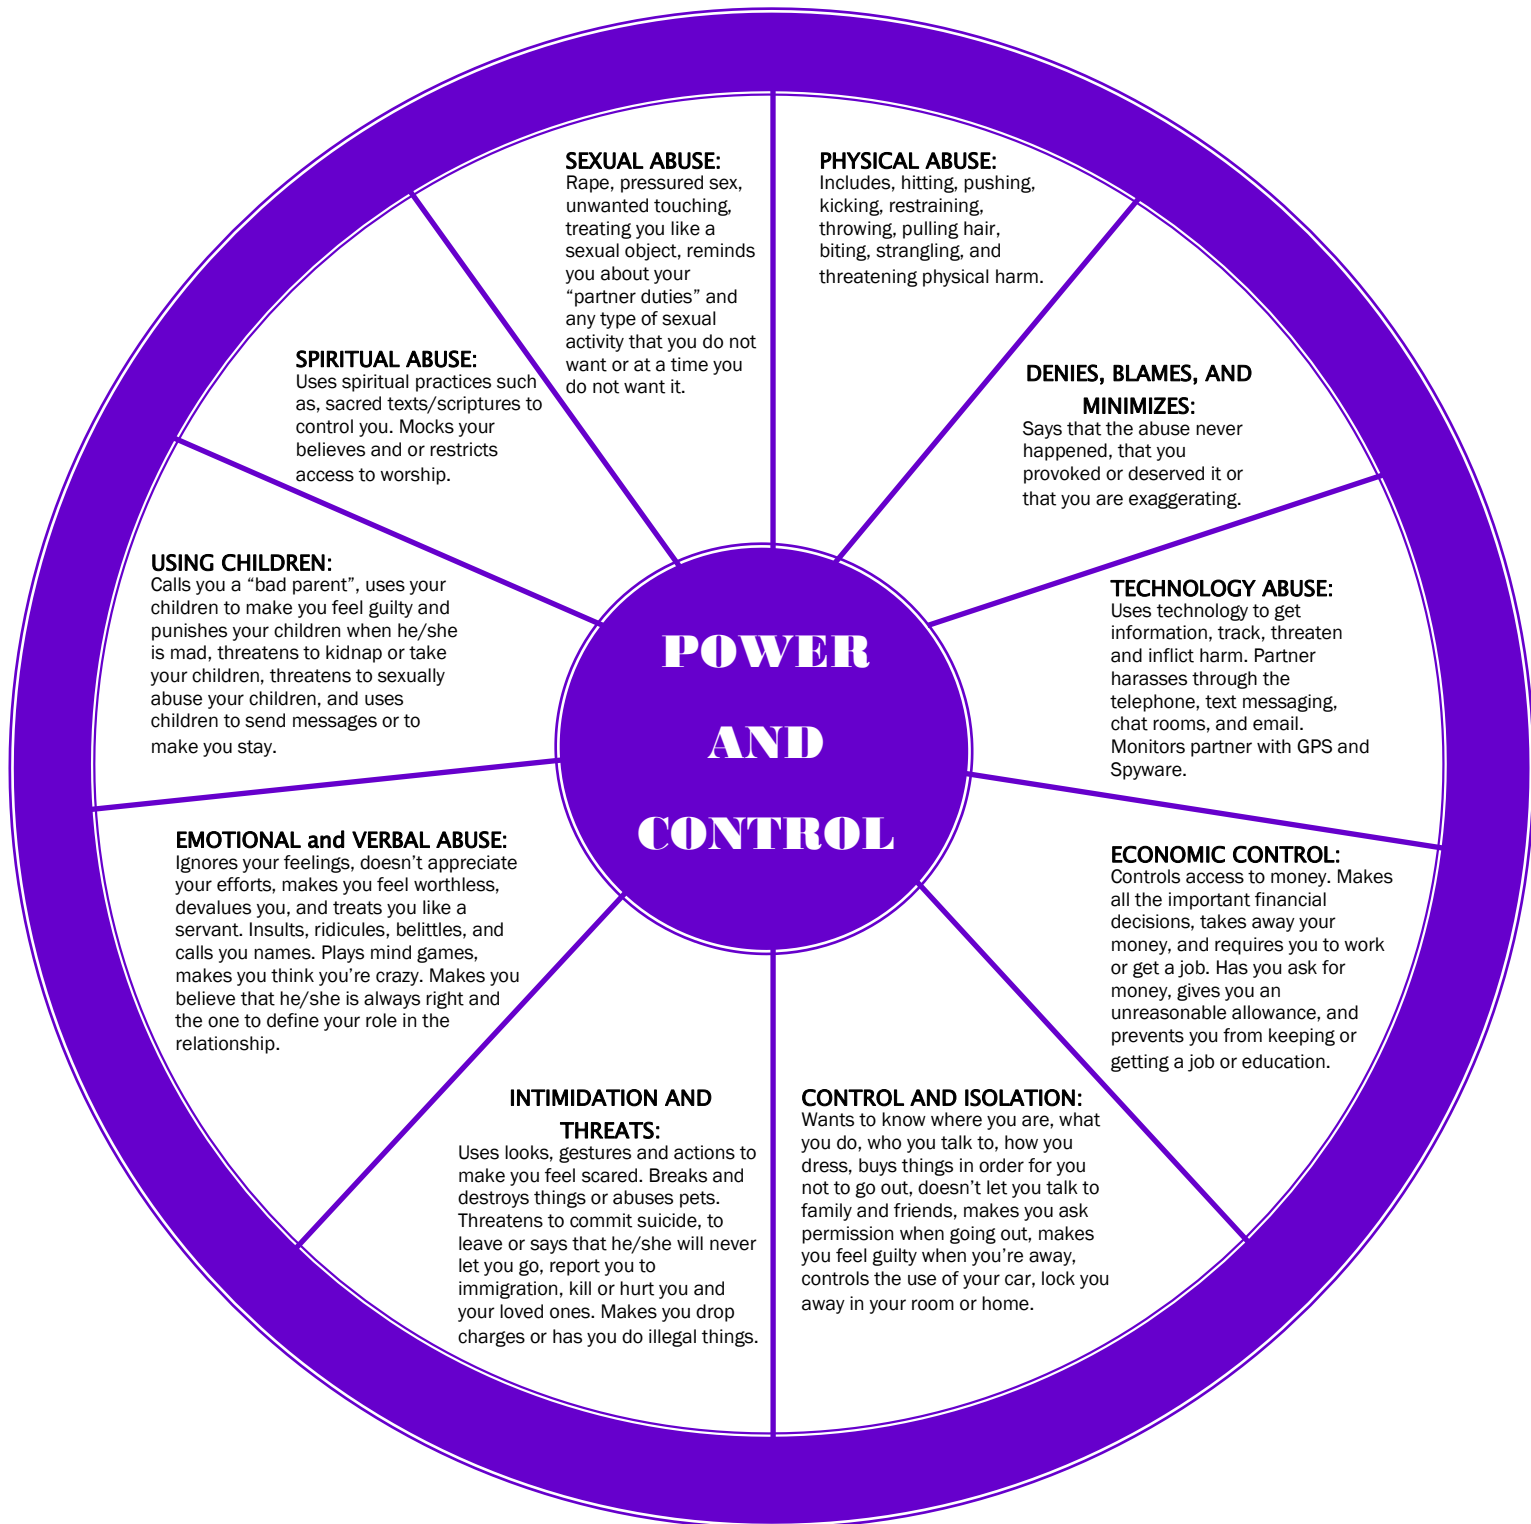 SEXUAL ABUSE:
Rape, pressured sex,
unwanted touching,
treating you like a
sexual object, reminds
you about your
“partner duties” and
any type of sexual
activity that you do not
want or at a time you
do not want it.
PHYSICAL ABUSE:
Includes, hitting, pushing,
kicking, restraining,
throwing, pulling hair,
biting, strangling, and
threatening physical harm.
DENIES, BLAMES, AND
MINIMIZES:
Says that the abuse never
happened, that you
provoked or deserved it or
that you are exaggerating.
TECHNOLOGY ABUSE:
Uses technology to get
information, track, threaten
and inflict harm. Partner
harasses through the
telephone, text messaging,
chat rooms, and email.
Monitors partner with GPS and
Spyware.
ECONOMIC CONTROL:
Controls access to money. Makes
all the important financial
decisions, takes away your
money, and requires you to work
or get a job. Has you ask for
money, gives you an
unreasonable allowance, and
prevents you from keeping or
getting a job or education.
CONTROL AND ISOLATION:
Wants to know where you are, what
you do, who you talk to, how you
dress, buys things in order for you
not to go out, doesn’t let you talk to
family and friends, makes you ask
permission when going out, makes
you feel guilty when you’re away,
controls the use of your car, lock you
away in your room or home.
INTIMIDATION AND
THREATS:
Uses looks, gestures and actions to
make you feel scared. Breaks and
destroys things or abuses pets.
Threatens to commit suicide, to
leave or says that he/she will never
let you go, report you to
immigration, kill or hurt you and
your loved ones. Makes you drop
charges or has you do illegal things.
EMOTIONAL and VERBAL ABUSE:
Ignores your feelings, doesn’t appreciate
your efforts, makes you feel worthless,
devalues you, and treats you like a
servant. Insults, ridicules, belittles, and
calls you names. Plays mind games,
makes you think you’re crazy. Makes you
believe that he/she is always right and
the one to define your role in the
relationship.
USING CHILDREN:
Calls you a “bad parent”, uses your
children to make you feel guilty and
punishes your children when he/she
is mad, threatens to kidnap or take
your children, threatens to sexually
abuse your children, and uses
children to send messages or to
make you stay.
SPIRITUAL ABUSE:
Uses spiritual practices such
as, sacred texts/scriptures to
control you. Mocks your
believes and or restricts
access to worship.
POWER
AND
CONTROL